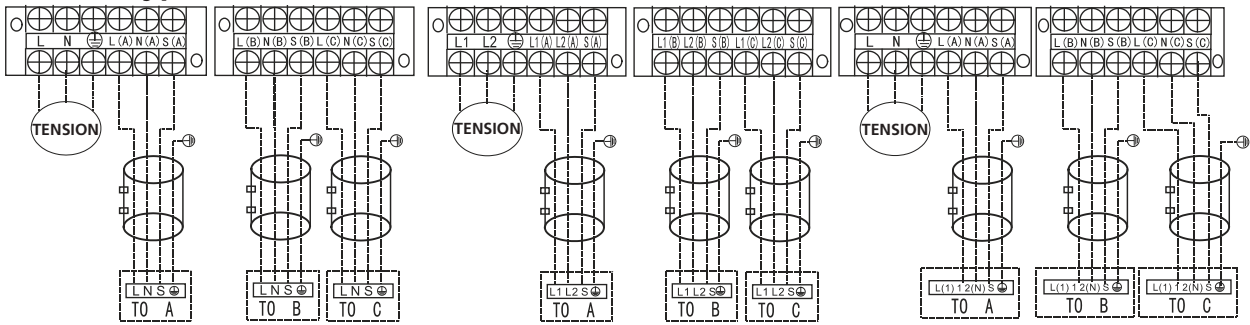 L N L(A) N(A) S(A) L(B) N(B) S(B) L(C) N(C) S(C) L1 L2 L1(A) L2(A) S(A) L1(B) L2(B) S(B) L1(C) L2(C) S(C) L N L(A) N(A) S(A) L(B) N(B) S(B) L(C) N(C) S(C)
TENSION TENSION TENSION
L N S L N S L N S L1 L2 S L1 L2 S L1 L2 S L(1) 1 2(N) S L(1) 1 2(N) S L(1) 1 2(N) S
TO A TO B TO C TO A TO B TO C TO A TO B TO C